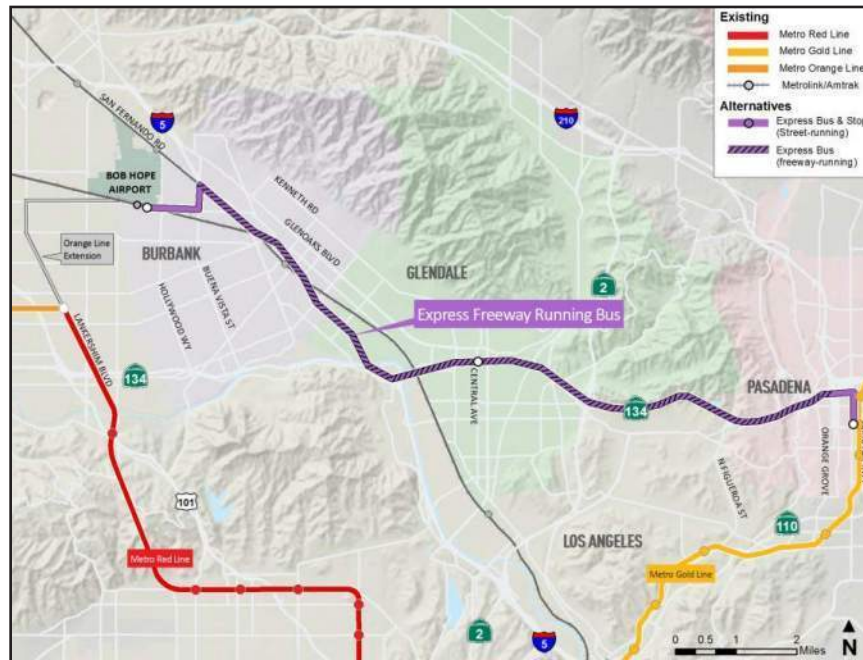 Existing
Metro Red Line
Metro Gold Line
Metro Orange Line
Metrolink/Amtrak
Alternatives
Express Bus & Stop
(Street-running)
Express Bus
(freeway-running)
SAN FERNANDO RD
5
210
BOB HOPE
AIRPORT
KENNETH RD
GLENOAKS BLVD
Orange Line
Extension
BURBANK
BUENA VISTA ST
HOLLYWOOD WY
GLENDALE
2
Express Freeway Running Bus
LANKERSHIM BLVD
134
CENTRAL AVE
134
PASADENA
ORANGE GROVE
N FIGUERDA ST
101
110
LOS ANGELES
Metro Red Line
Metro Gold Line
2
5
0 0.5 1 2
Miles
N